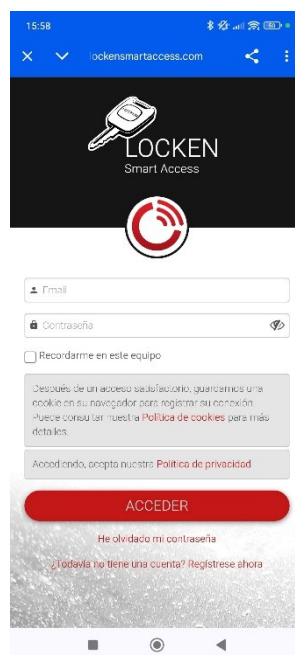 15:58
lockensmartaccess.com
LOCKEN
Smart Access
Email
Contraseña
Recordarme en este equipo
Después de un acceso satisfactorio, guardamos una
cookie en su navegador para registrar su conexión.
Puede consultar nuestra Política de cookies para más
detalles.
Accediendo, acepta nuestra Política de privacidad
ACCEDER
He olvidado mi contraseña
¿Todavía no tiene una cuenta? Regístrese ahora